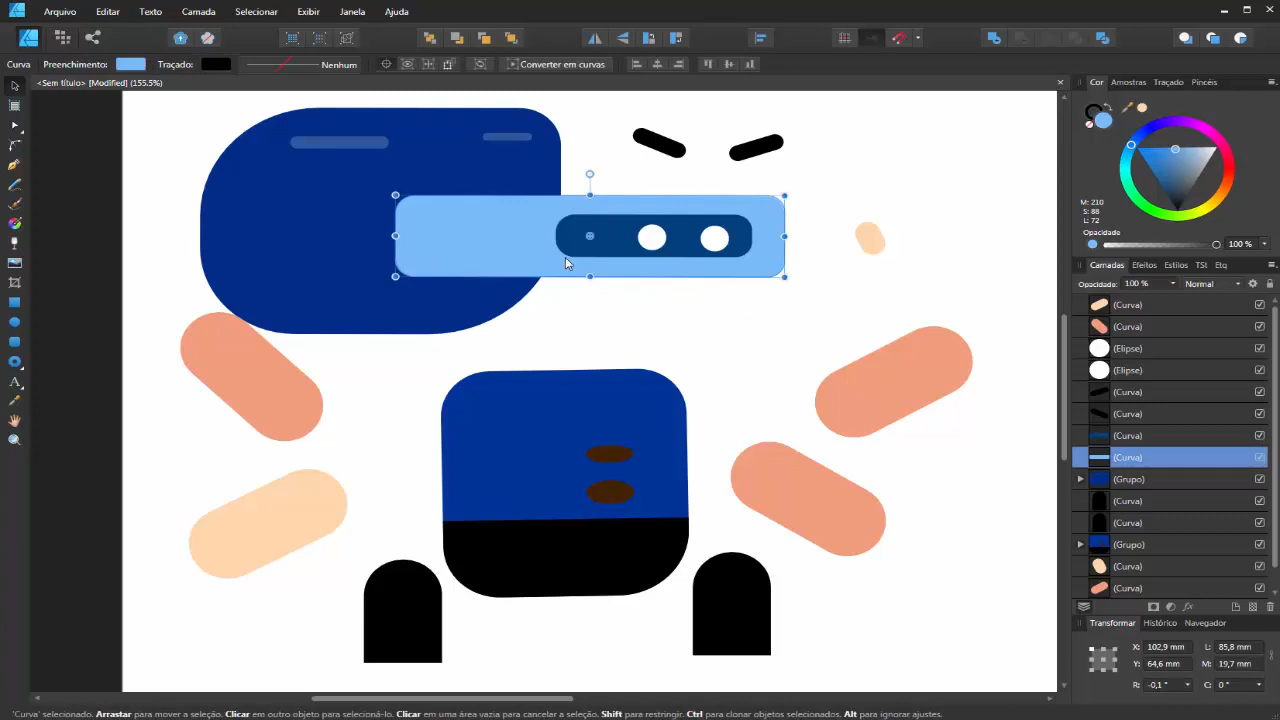 Arquivo Editar Texto Camada Selecionar Exibir Janela Ajuda
Curva Preenchimento: Traçado: Nenhum Converter em curvas
<Sem título> [Modified] (155.5%)
Cor Amostras Traçado Pincéis
M: 210
S: 88
L: 72
Opacidade
100 %
Camadas Efeitos Estilos TSI Etq
Opacidade: 100 % Normal
(Curva)
(Curva)
(Elipse)
(Elipse)
(Curva)
(Curva)
(Curva)
(Curva)
(Grupo)
(Curva)
(Curva)
(Grupo)
(Curva)
(Curva)
Transformar Histórico Navegador
X: 102,9 mm L: 85,8 mm
Y: 64,6 mm M: 19,7 mm
R: -0,1 ° C: 0 °
'Curva' selecionado. Arrastar para mover a seleção. Clicar em outro objeto para selecioná-lo. Clicar em uma área vazia para cancelar a seleção. Shift para restringir. Ctrl para clonar objetos selecionados. Alt para ignorar ajustes.